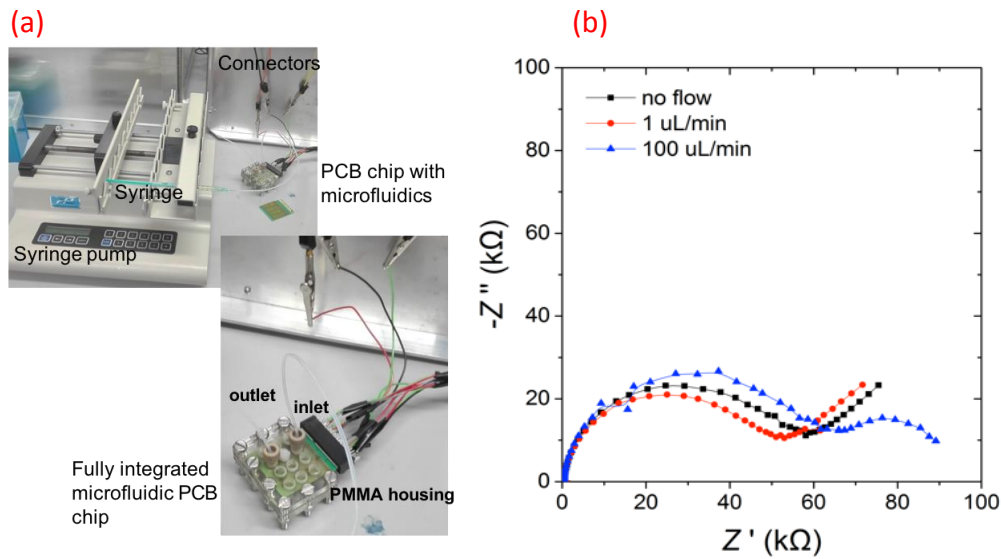 (a)
Connectors
PCB chip with
microfluidics
Syringe
Syringe pump
outlet
inlet
Fully integrated
microfluidic PCB
chip
PMMA housing
(b)
no flow
1 uL/min
100 uL/min
100
80
60
40
20
0
-Z'' (kΩ)
0 20 40 60 80 100
Z ' (kΩ)